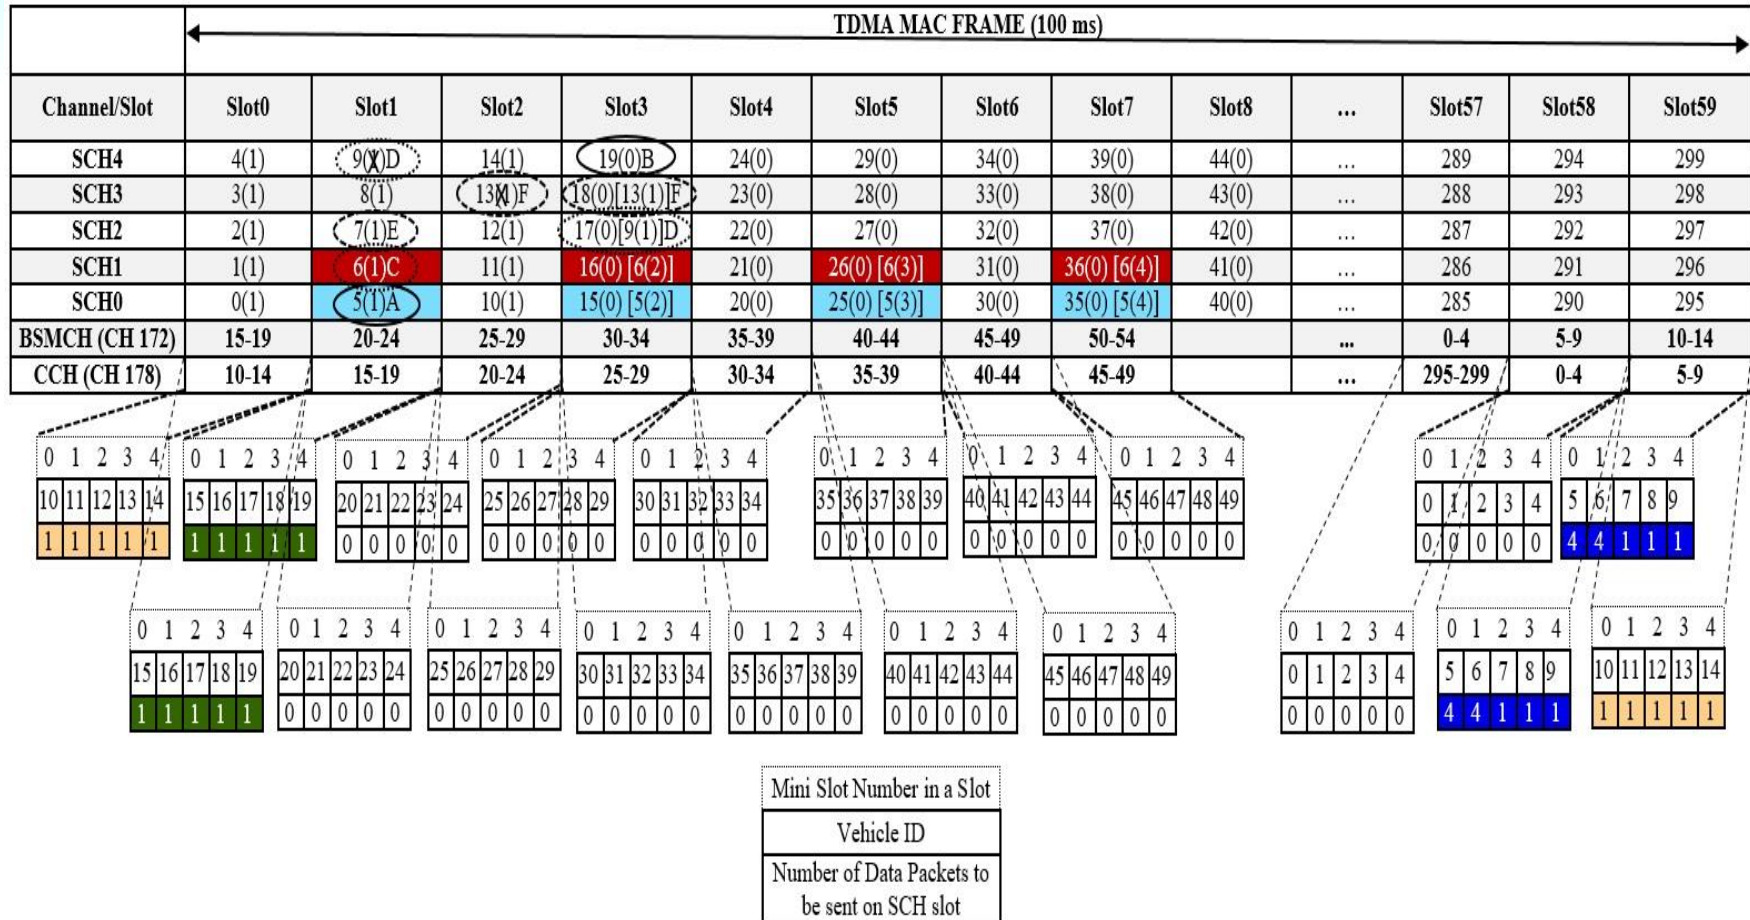 TDMA MAC FRAME (100 ms)
Channel/Slot Slot0 Slot1 Slot2 Slot3 Slot4 Slot5 Slot6 Slot7 Slot8 ... Slot57 Slot58 Slot59
SCH4 4(1) 9(1)D 14(1) 19(0)B 24(0) 29(0) 34(0) 39(0) 44(0) ... 289 294 299
SCH3 3(1) 8(1) 13(1)F 18(0)[13(1)]F 23(0) 28(0) 33(0) 38(0) 43(0) ... 288 293 298
SCH2 2(1) 7(1)E 12(1) 17(0)[9(1)]D 22(0) 27(0) 32(0) 37(0) 42(0) ... 287 292 297
SCH1 1(1) 6(1)C 11(1) 16(0) [6(2)] 21(0) 26(0) [6(3)] 31(0) 36(0) [6(4)] 41(0) ... 286 291 296
SCH0 0(1) 5(1)A 10(1) 15(0) [5(2)] 20(0) 25(0) [5(3)] 30(0) 35(0) [5(4)] 40(0) ... 285 290 295
BSMCH (CH 172) 15-19 20-24 25-29 30-34 35-39 40-44 45-49 50-54 ... 0-4 5-9 10-14
CCH (CH 178) 10-14 15-19 20-24 25-29 30-34 35-39 40-44 45-49 ... 295-299 0-4 5-9
0 1 2 3 4 0 1 2 3 4 0 1 2 3 4 0 1 2 3 4 0 1 2 3 4 0 1 2 3 4 0 1 2 3 4 0 1 2 3 4 0 1 2 3 4 0 1 2 3 4
10 11 12 13 14 15 16 17 18 19 20 21 22 23 24 25 26 27 28 29 30 31 32 33 34 35 36 37 38 39 40 41 42 43 44 45 46 47 48 49 0 1 2 3 4 5 6 7 8 9
1 1 1 1 1 1 1 1 1 1 0 0 0 0 0 0 0 0 0 0 0 0 0 0 0 0 0 0 0 0 0 0 0 0 0 0 0 0 0 0 0 0 0 0 0 4 4 1 1 1
0 1 2 3 4 0 1 2 3 4 0 1 2 3 4 0 1 2 3 4 0 1 2 3 4 0 1 2 3 4 0 1 2 3 4 0 1 2 3 4 0 1 2 3 4 0 1 2 3 4
15 16 17 18 19 20 21 22 23 24 25 26 27 28 29 30 31 32 33 34 35 36 37 38 39 40 41 42 43 44 45 46 47 48 49 0 1 2 3 4 5 6 7 8 9 10 11 12 13 14
1 1 1 1 1 0 0 0 0 0 0 0 0 0 0 0 0 0 0 0 0 0 0 0 0 0 0 0 0 0 0 0 0 0 0 0 0 0 0 0 4 4 1 1 1 1 1 1 1 1
Mini Slot Number in a Slot
Vehicle ID
Number of Data Packets to
be sent on SCH slot